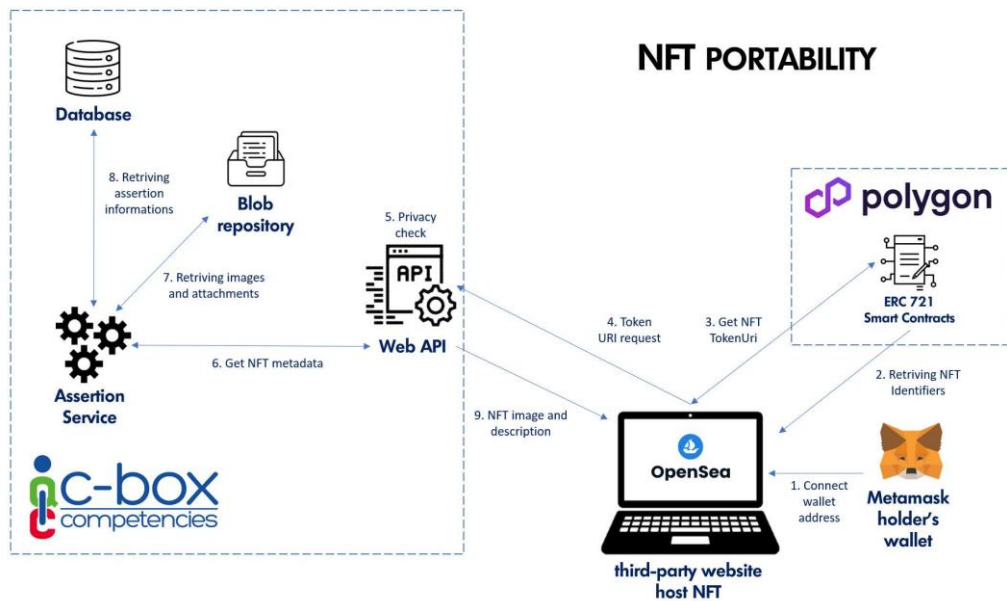 NFT PORTABILITY
Database
8. Retriving
assertion
informations
Blob
repository
7. Retriving images
and attachments
5. Privacy
check
API
Web API
6. Get NFT metadata
Assertion
Service
iQC
c-box
competencies
polygon
ERC 721
Smart Contracts
4. Token
URI request
3. Get NFT
TokenUri
2. Retriving NFT
Identifiers
9. NFT image and
description
OpenSea
1. Connect
wallet
address
Metamask
holder's
wallet
third-party website
host NFT